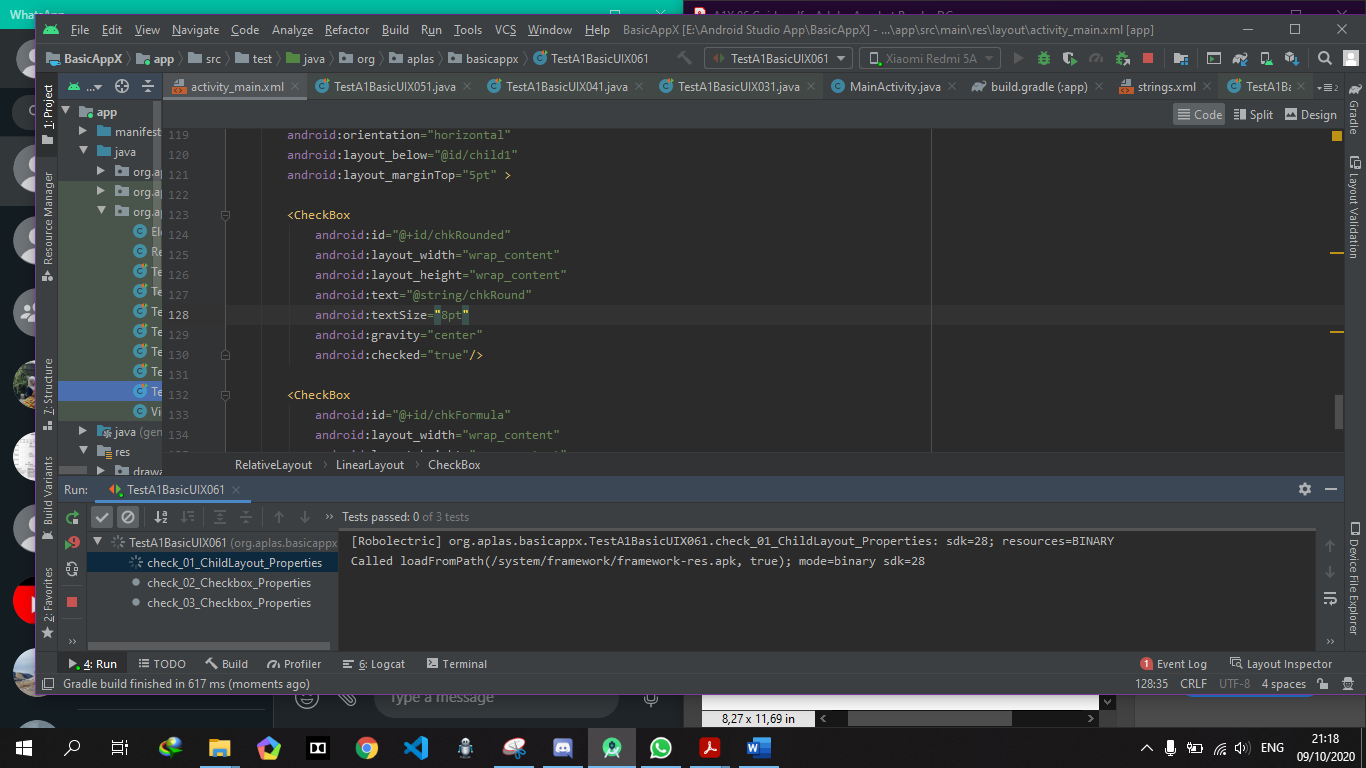 WhatsApp
File Edit View Navigate Code Analyze Refactor Build Run Tools VCS Window Help BasicAppX [E:\Android Studio App\BasicAppX] - ...\app\src\main\res\layout\activity_main.xml [app]
BasicAppX app src test java org aplas basicappx TestA1BasicUIX061 TestA1BasicUIX061 Xiaomi Redmi 5A
activity_main.xml TestA1BasicUIX051.java TestA1BasicUIX041.java TestA1BasicUIX031.java MainActivity.java build.gradle (:app) strings.xml TestA1Ba
Code Split Design
1: Project
Resource Manager
7: Structure
Build Variants
2: Favorites
app
manifest
java
org.a
org.a
org.a
El
Re
Te
Te
Te
Te
Te
Te
Te
Vi
java (gen
res
drawa
119 android:orientation="horizontal"
120 android:layout_below="@id/child1"
121 android:layout_marginTop="5pt" >
122
123 <CheckBox
124 android:id="@+id/chkRounded"
125 android:layout_width="wrap_content"
126 android:layout_height="wrap_content"
127 android:text="@string/chkRound"
128 android:textSize="8pt"
129 android:gravity="center"
130 android:checked="true"/>
131
132 <CheckBox
133 android:id="@+id/chkFormula"
134 android:layout_width="wrap_content"
RelativeLayout LinearLayout CheckBox
Gradle
Layout Validation
Device File Explorer
Run: TestA1BasicUIX061
Tests passed: 0 of 3 tests
TestA1BasicUIX061 (org.aplas.basicappx
check_01_ChildLayout_Properties
check_02_Checkbox_Properties
check_03_Checkbox_Properties
[Robolectric] org.aplas.basicappx.TestA1BasicUIX061.check_01_ChildLayout_Properties: sdk=28; resources=BINARY
Called loadFromPath(/system/framework/framework-res.apk, true); mode=binary sdk=28
4: Run TODO Build Profiler 6: Logcat Terminal 1 Event Log Layout Inspector
Gradle build finished in 617 ms (moments ago) 128:35 CRLF UTF-8 4 spaces
Type a message
8,27 x 11,69 in
ENG
21:18
09/10/2020